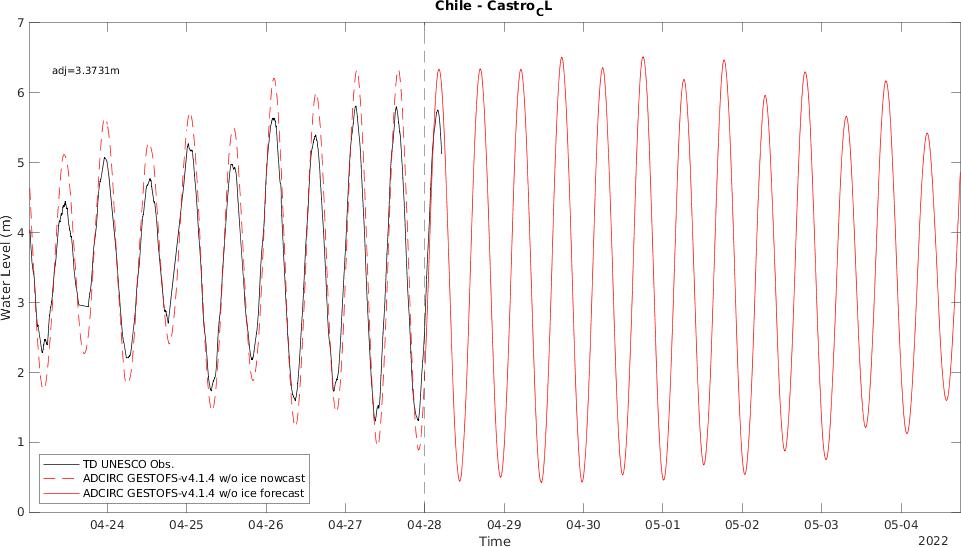 Chile - Castro_CL
7
adj=3.3731m
6
5
4
3
2
1
0
Water Level (m)
TD UNESCO Obs.
ADCIRC GESTOFS-v4.1.4 w/o ice nowcast
ADCIRC GESTOFS-v4.1.4 w/o ice forecast
04-24 04-25 04-26 04-27 04-28 04-29 04-30 05-01 05-02 05-03 05-04
Time
2022